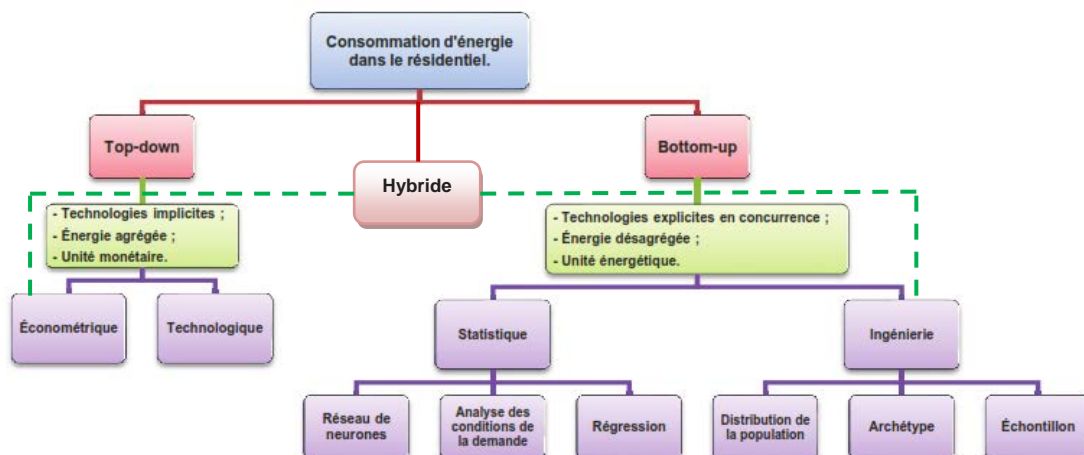 Consommation d'énergie
dans le résidentiel.
Top-down
Bottom-up
Hybride
- Technologies implicites ;
- Énergie agrégée ;
- Unité monétaire.
- Technologies explicites en concurrence ;
- Énergie désagrégée ;
- Unité énergétique.
Économétrique
Technologique
Statistique
Ingénierie
Réseau de
neurones
Analyse des
conditions de
la demande
Régression
Distribution de
la population
Archétype
Échontillon